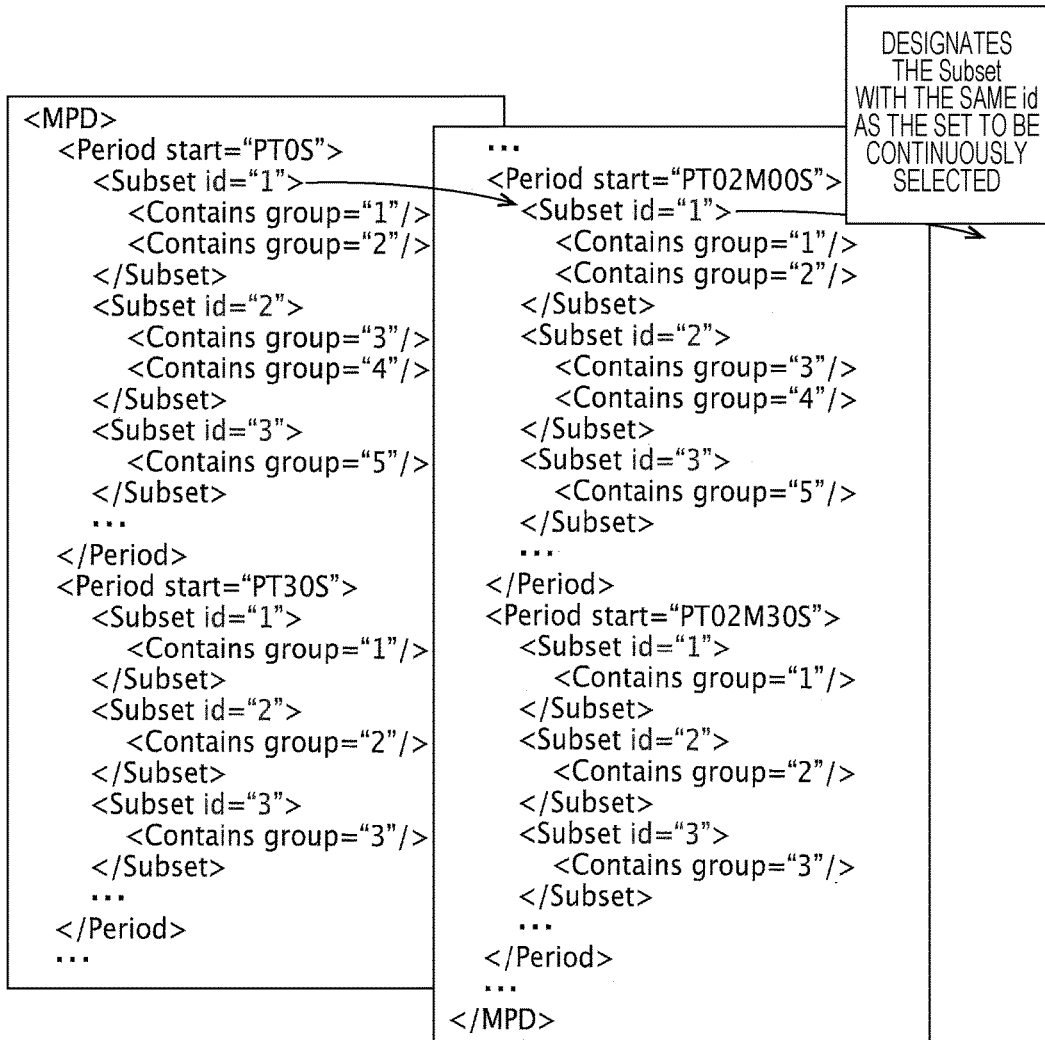 DESIGNATES
THE Subset
WITH THE SAME id
AS THE SET TO BE
CONTINUOUSLY
SELECTED
<MPD>
<Period start=“PT0S”>
<Subset id=“1”>
<Contains group=“1”/>
<Contains group=“2”/>
</Subset>
<Subset id=“2”>
<Contains group=“3”/>
<Contains group=“4”/>
</Subset>
<Subset id=“3”>
<Contains group=“5”/>
</Subset>
...
</Period>
<Period start=“PT30S”>
<Subset id=“1”>
<Contains group=“1”/>
</Subset>
<Subset id=“2”>
<Contains group=“2”/>
</Subset>
<Subset id=“3”>
<Contains group=“3”/>
</Subset>
...
</Period>
...
...
<Period start=“PT02M00S”>
<Subset id=“1”>
<Contains group=“1”/>
<Contains group=“2”/>
</Subset>
<Subset id=“2”>
<Contains group=“3”/>
<Contains group=“4”/>
</Subset>
<Subset id=“3”>
<Contains group=“5”/>
</Subset>
...
</Period>
<Period start=“PT02M30S”>
<Subset id=“1”>
<Contains group=“1”/>
</Subset>
<Subset id=“2”>
<Contains group=“2”/>
</Subset>
<Subset id=“3”>
<Contains group=“3”/>
</Subset>
...
</Period>
...
</MPD>